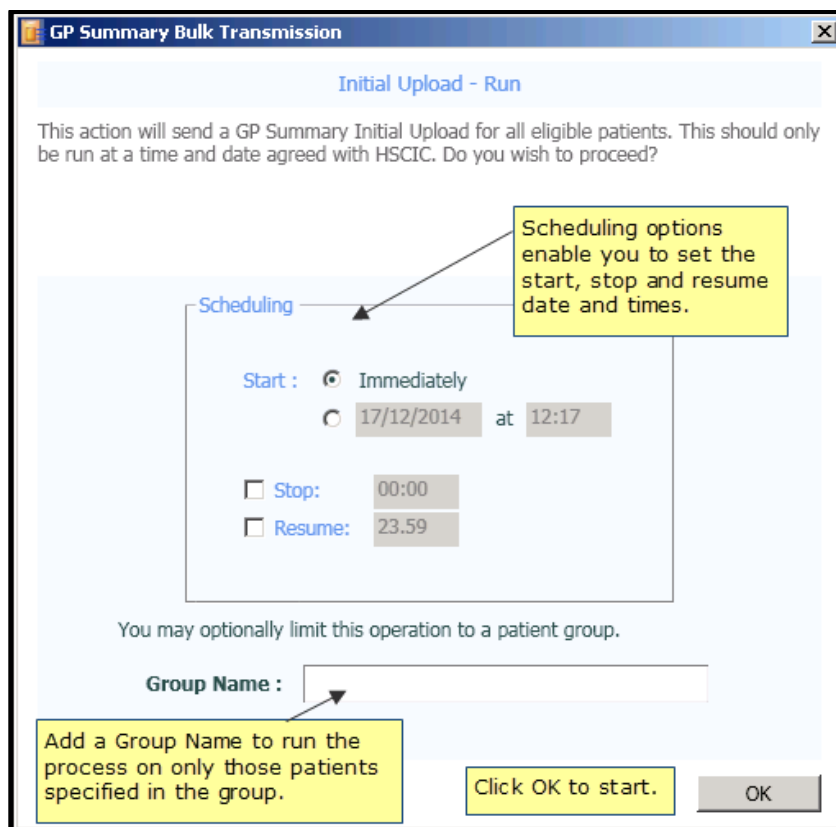 GP Summary Bulk Transmission
Initial Upload - Run
This action will send a GP Summary Initial Upload for all eligible patients. This should only
be run at a time and date agreed with HSCIC. Do you wish to proceed?
Scheduling options
enable you to set the
start, stop and resume
date and times.
Scheduling
Start : Immediately
17/12/2014 at 12:17
Stop: 00:00
Resume: 23.59
You may optionally limit this operation to a patient group.
Group Name :
Add a Group Name to run the
process on only those patients
specified in the group.
Click OK to start.
OK